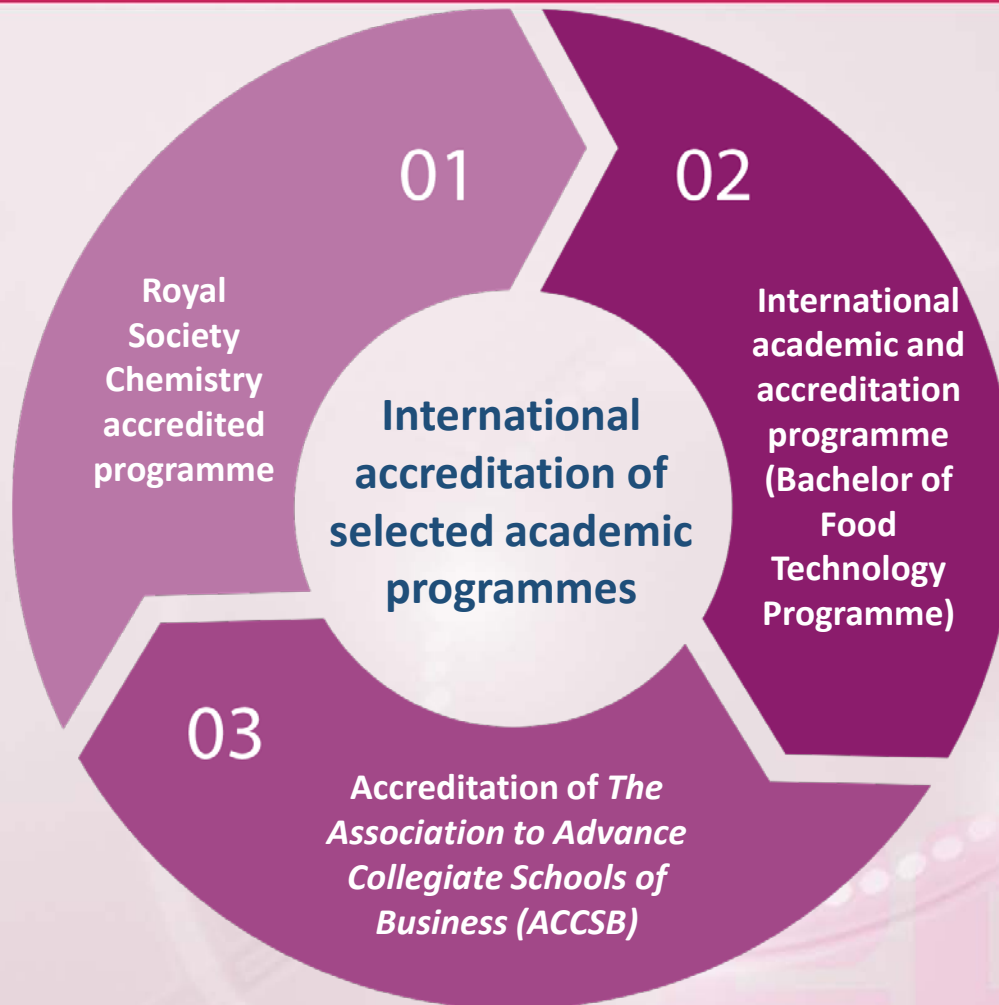 International
accreditation of
selected academic
programmes
01
Royal
Society
Chemistry
accredited
programme
02
International
academic and
accreditation
programme
(Bachelor of
Food
Technology
Programme)
03
Accreditation of The
Association to Advance
Collegiate Schools of
Business (ACCSB)